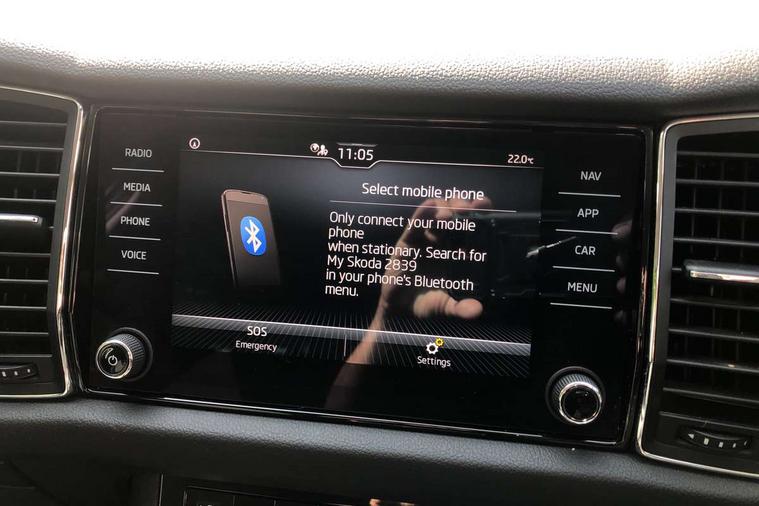 RADIO
MEDIA
PHONE
VOICE
11:05
22.0°C
Select mobile phone
Only connect your mobile
phone
when stationary. Search for
My Skoda 2839
in your phone's Bluetooth
menu.
SOS
Emergency
Settings
NAV
APP
CAR
MENU